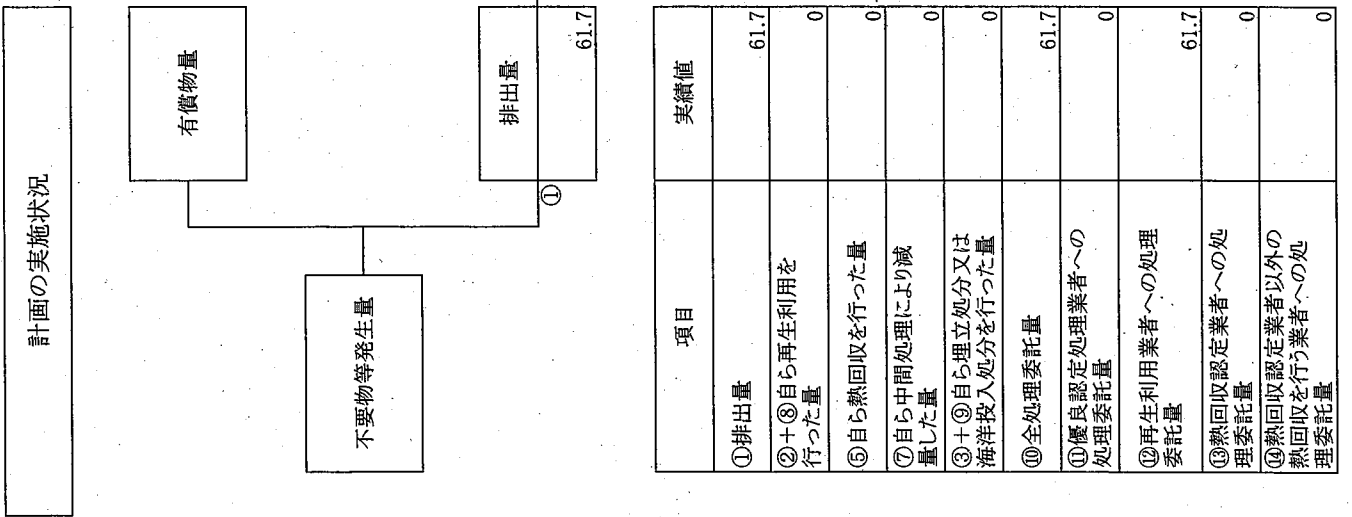 計画の実施状況
有償物量
不要物等発生量
排出量
61.7
①
項目
実績値
①排出量
61.7
②+⑧自ら再生利用を
行った量
0
⑤自ら熱回収を行った量
0
⑦自ら中間処理により減
量した量
0
③+⑨自ら埋立処分又は
海洋投入処分を行った量
0
⑩全処理委託量
61.7
⑪優良認定処理業者への
処理委託量
0
⑫再生利用業者への処理
委託量
61.7
⑬熱回収認定業者への処
理委託量
0
⑭熱回収認定業者以外の
熱回収を行う業者への処
理委託量
0